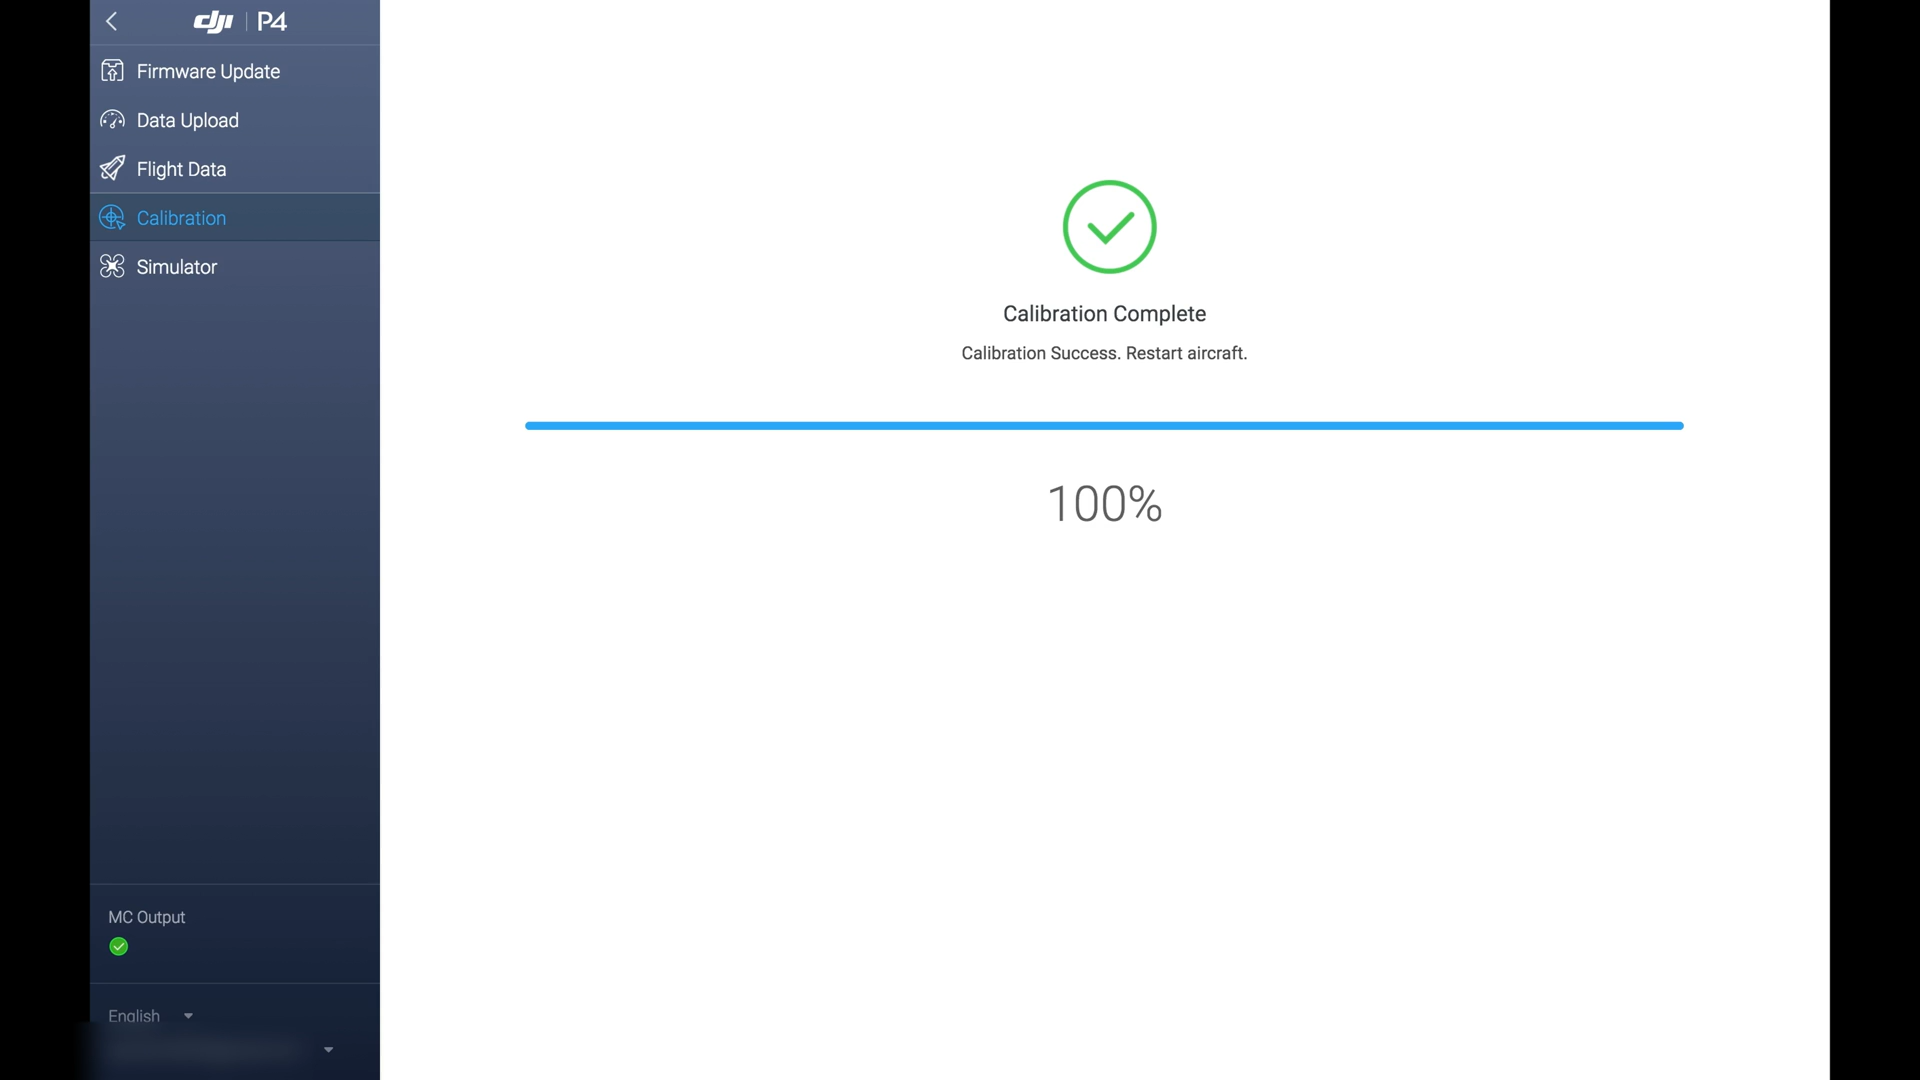 dji P4
Firmware Update
Data Upload
Flight Data
Calibration
Simulator
MC Output
English
Calibration Complete
Calibration Success. Restart aircraft.
100%